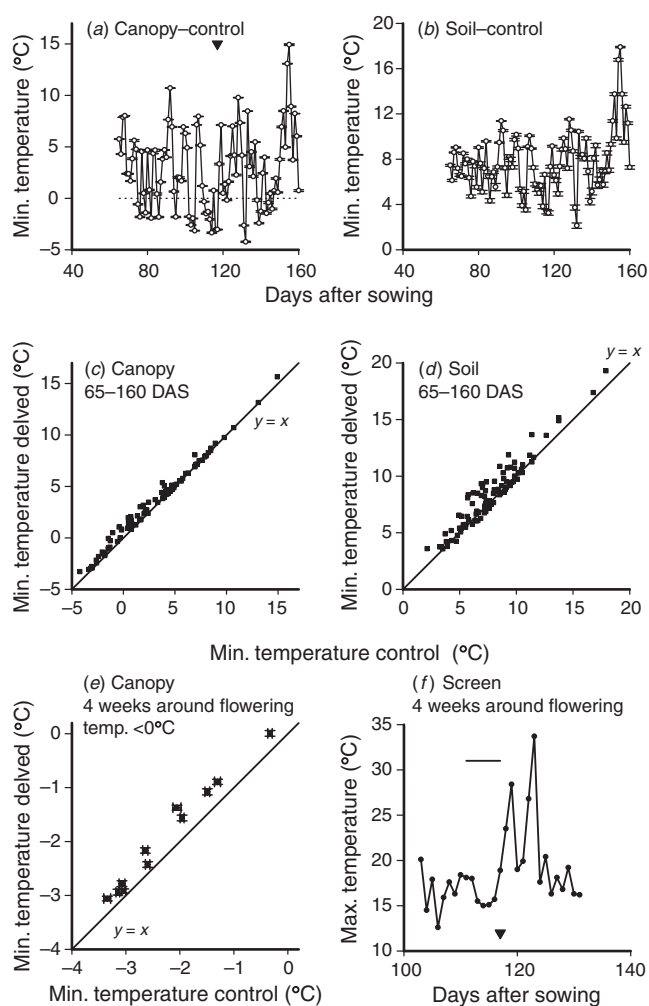 (a) Canopy–control
15
10
5
0
–5
40
80
120
160
Min. temperature (°C)
(b) Soil–control
20
16
12
8
4
0
40
80
120
160
Min. temperature (°C)
Days after sowing
(c) Canopy
65–160 DAS
y = x
15
10
5
0
–5
–5
0
5
10
15
Min. temperature delved (°C)
(d) Soil
65–160 DAS
y = x
20
15
10
5
0
0
5
10
15
20
Min. temperature delved (°C)
Min. temperature control (°C)
(e) Canopy
4 weeks around flowering
temp. <0°C
y = x
0
–1
–2
–3
–4
–4
–3
–2
–1
0
Min. temperature delved (°C)
Min. temperature control (°C)
(f) Screen
4 weeks around flowering
35
30
25
20
15
10
100
120
140
Max. temperature (°C)
Days after sowing